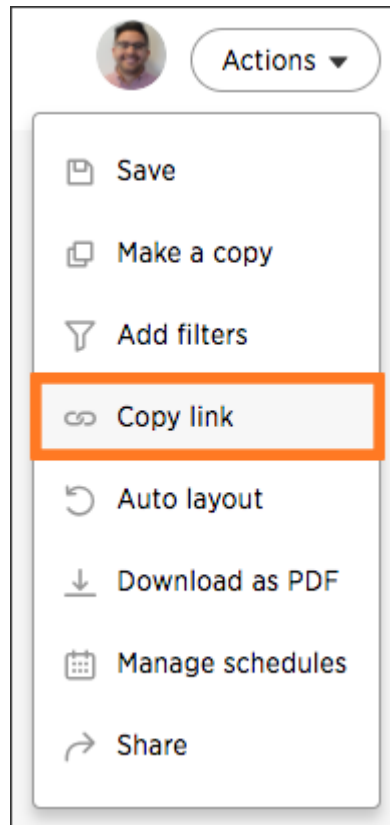 Actions
Save
Make a copy
Add filters
Copy link
Auto layout
Download as PDF
Manage schedules
Share